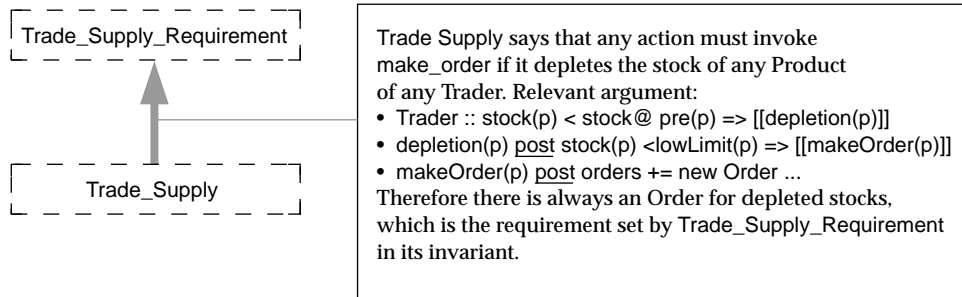 Trade_Supply_Requirement
Trade_Supply
Trade Supply says that any action must invoke
make_order if it depletes the stock of any Product
of any Trader. Relevant argument:
• Trader :: stock(p) < stock@ pre(p) => [[depletion(p)]]
• depletion(p) post stock(p) <lowLimit(p) => [[makeOrder(p)]]
• makeOrder(p) post orders += new Order ...
Therefore there is always an Order for depleted stocks,
which is the requirement set by Trade_Supply_Requirement
in its invariant.